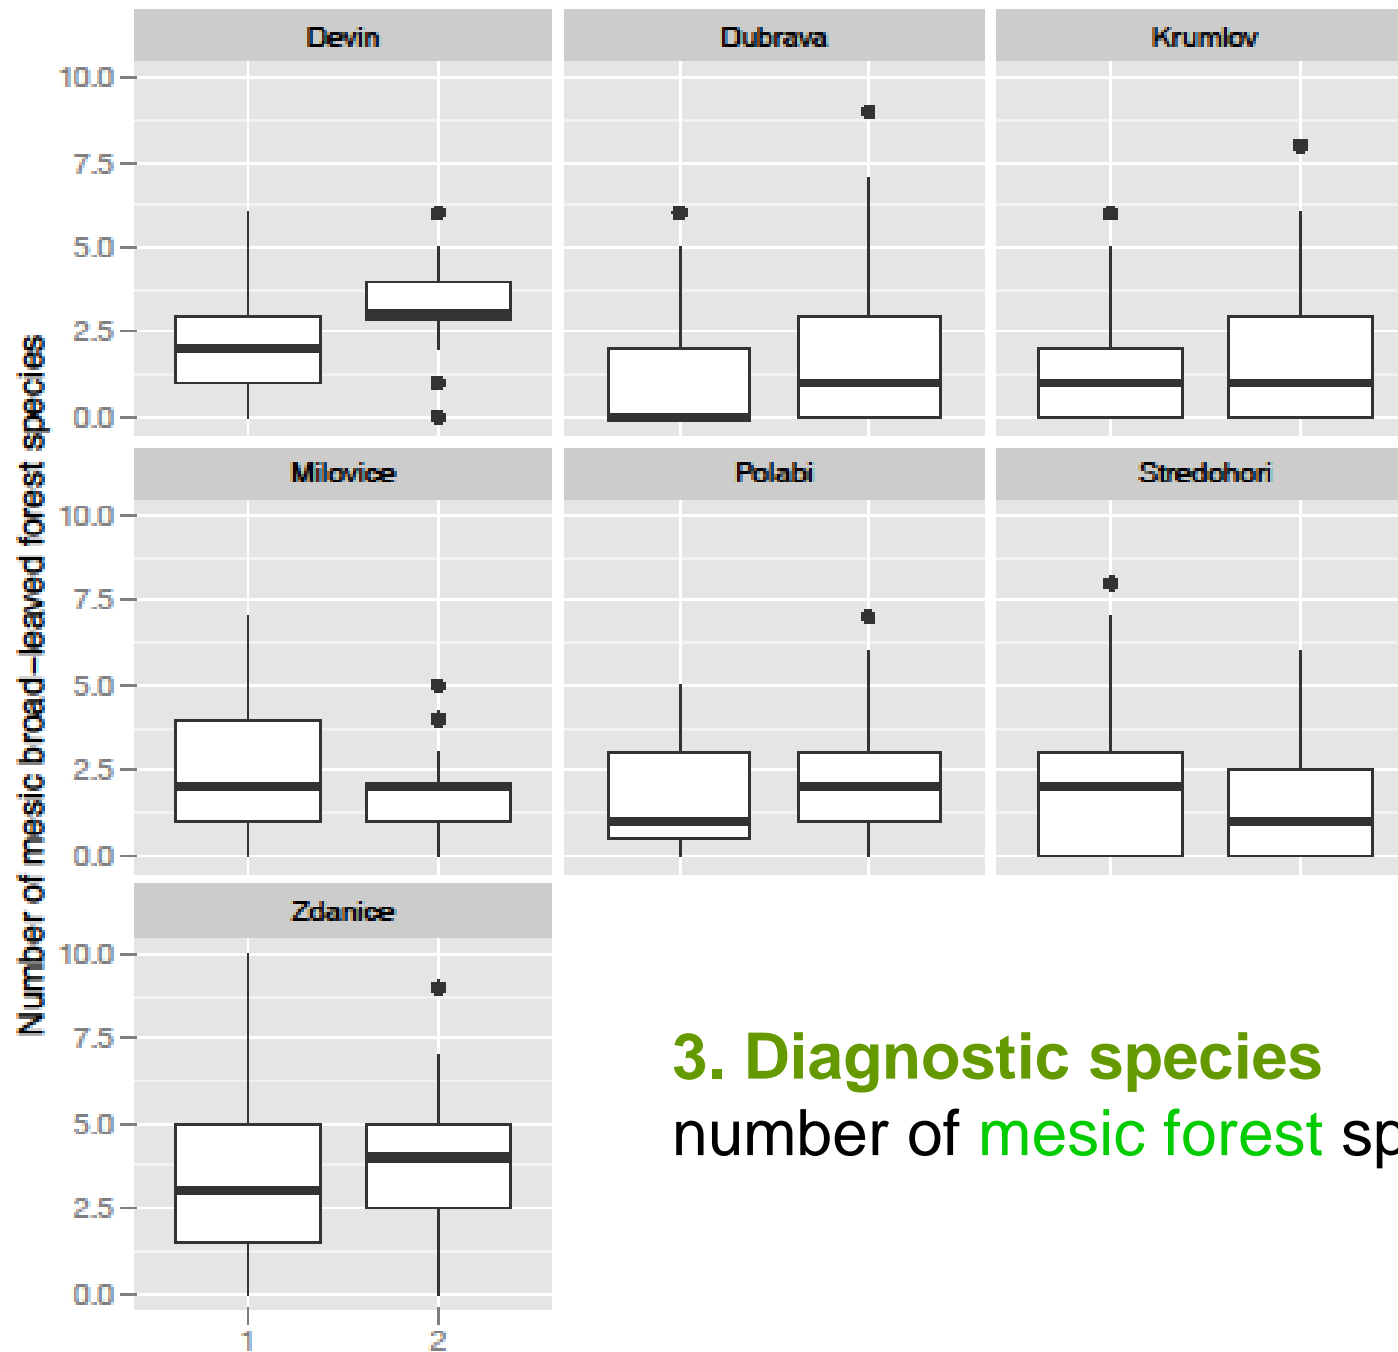 Devin Dubrava Krumlov
10.0
7.5
5.0
2.5
0.0
Number of mesic broad-leaved forest species
Milovice Polabi Stredohori
10.0
7.5
5.0
2.5
0.0
Zdanice
10.0
7.5
5.0
2.5
0.0
1 2
3. Diagnostic species
number of mesic forest sp